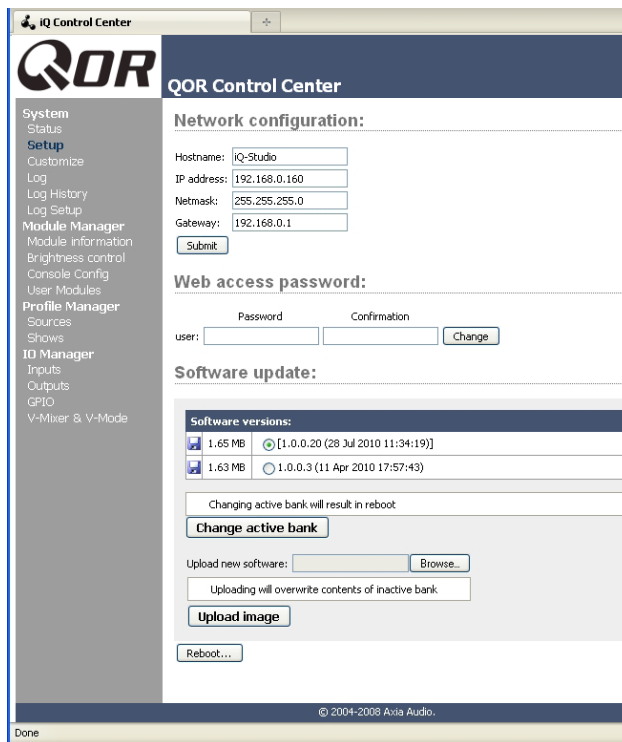 iQ Control Center
QOR
QOR Control Center
System
Status
Setup
Customize
Log
Log History
Log Setup
Module Manager
Module information
Brightness control
Console Config
User Modules
Profile Manager
Sources
Shows
IO Manager
Inputs
Outputs
GPIO
V-Mixer & V-Mode
Network configuration:
Hostname: iQ-Studio
IP address: 192.168.0.160
Netmask: 255.255.255.0
Gateway: 192.168.0.1
Submit
Web access password:
Password Confirmation
user: Change
Software update:
Software versions:
1.65 MB [1.0.0.20 (28 Jul 2010 11:34:19)]
1.63 MB 1.0.0.3 (11 Apr 2010 17:57:43)
Changing active bank will result in reboot
Change active bank
Upload new software: Browse...
Uploading will overwrite contents of inactive bank
Upload image
Reboot...
© 2004-2008 Axia Audio.
Done